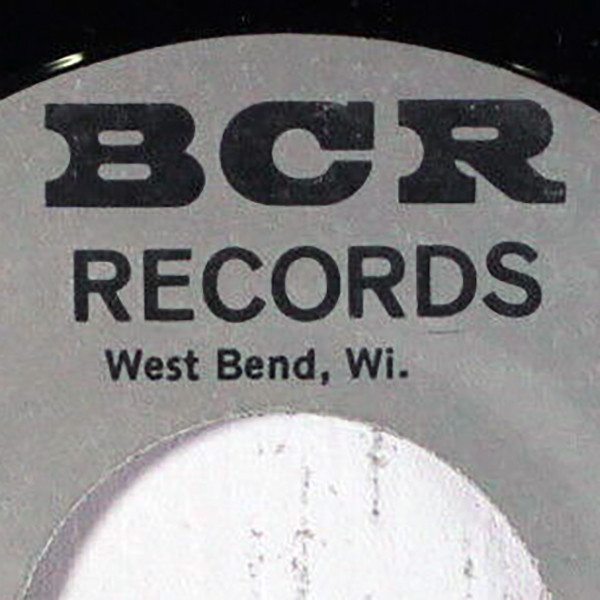 BCR
RECORDS
West Bend, Wi.